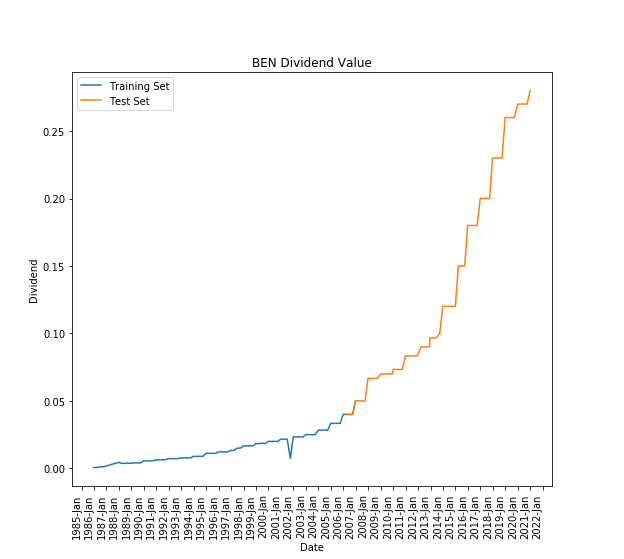 BEN Dividend Value
Training Set
Test Set
Dividend
0.25
0.20
0.15
0.10
0.05
0.00
1985-Jan
1986-Jan
1987-Jan
1988-Jan
1989-Jan
1990-Jan
1991-Jan
1992-Jan
1993-Jan
1994-Jan
1995-Jan
1996-Jan
1997-Jan
1998-Jan
1999-Jan
2000-Jan
2001-Jan
2002-Jan
2003-Jan
2004-Jan
2005-Jan
2006-Jan
2007-Jan
2008-Jan
2009-Jan
2010-Jan
2011-Jan
2012-Jan
2013-Jan
2014-Jan
2015-Jan
2016-Jan
2017-Jan
2018-Jan
2019-Jan
2020-Jan
2021-Jan
2022-Jan
Date